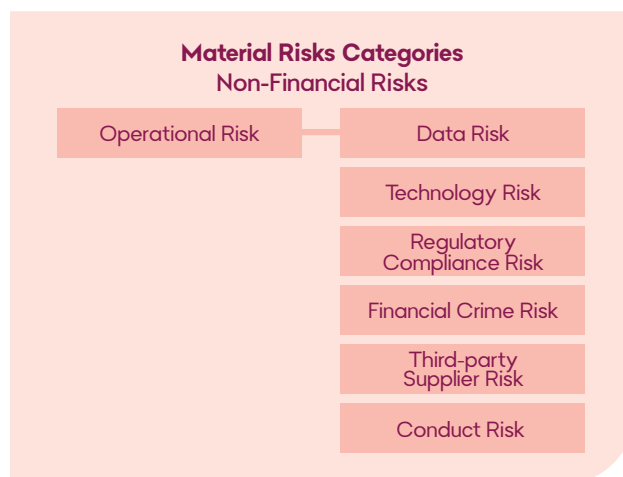 Material Risks Categories
Non-Financial Risks
Operational Risk
Data Risk
Technology Risk
Regulatory
Compliance Risk
Financial Crime Risk
Third-party
Supplier Risk
Conduct Risk